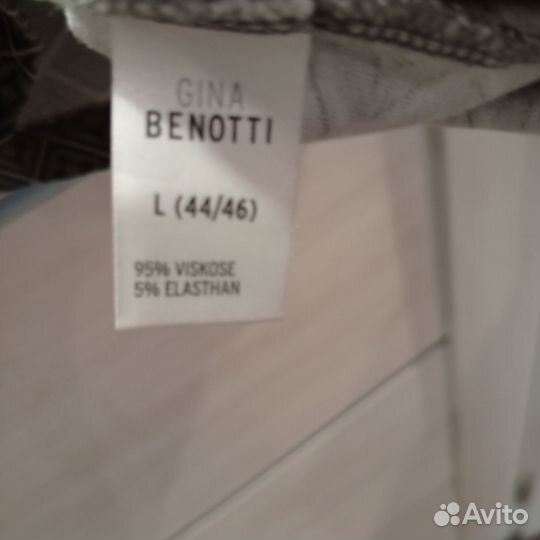 GINA
BENOTTI
L (44/46)
95% VISKOSE
5% ELASTHAN
Avito